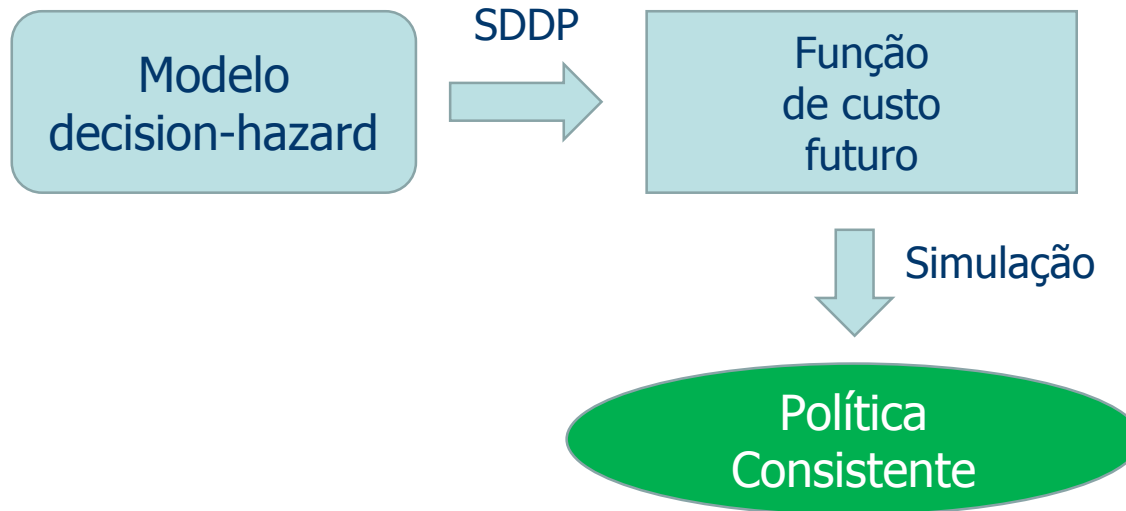 SDDP
Modelo
decision-hazard
Função
de custo
futuro
Simulação
Política
Consistente